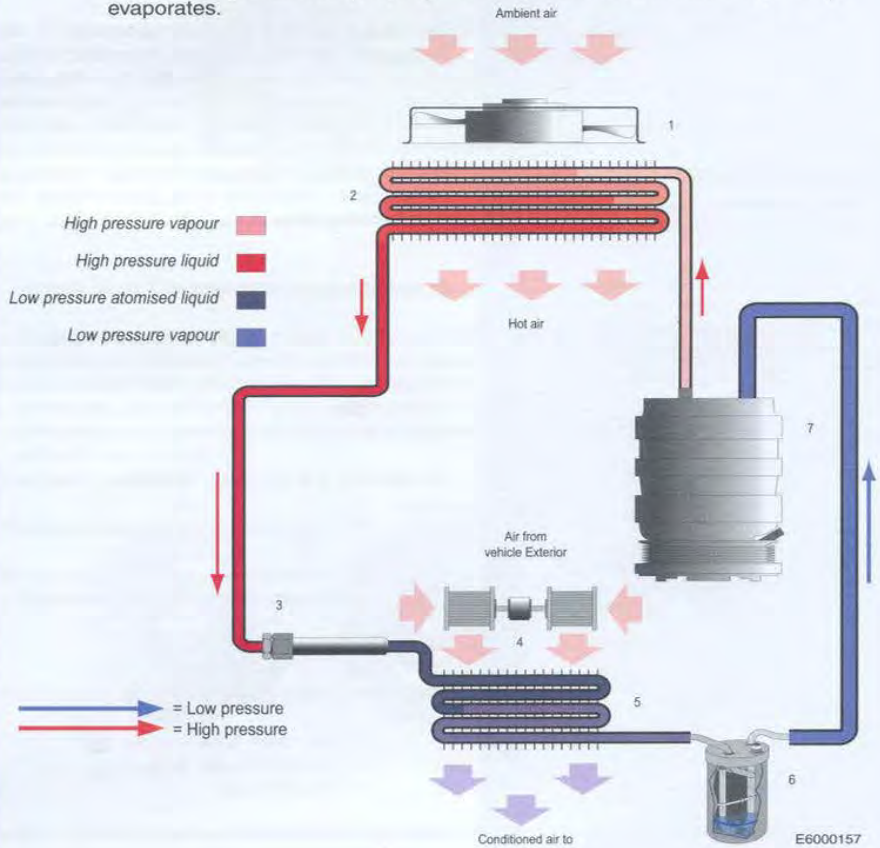 evaporates.
Ambient air
1
2
High pressure vapour
High pressure liquid
Low pressure atomised liquid
Low pressure vapour
Hot air
7
Air from
vehicle Exterior
3
4
5
= Low pressure
= High pressure
6
Conditioned air to
E6000157